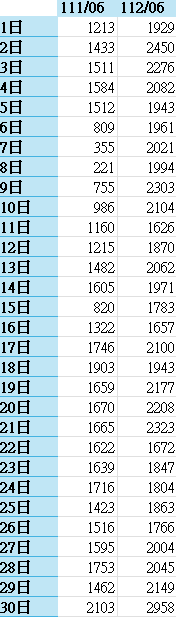 111/06 112/06
1日 1213 1929
2日 1433 2450
3日 1511 2276
4日 1584 2082
5日 1512 1943
6日 809 1961
7日 355 2021
8日 221 1994
9日 755 2303
10日 986 2104
11日 1160 1626
12日 1215 1870
13日 1482 2062
14日 1605 1971
15日 820 1783
16日 1322 1657
17日 1746 2100
18日 1903 1943
19日 1659 2177
20日 1670 2208
21日 1665 2323
22日 1622 1672
23日 1639 1847
24日 1716 1804
25日 1423 1863
26日 1516 1766
27日 1595 2004
28日 1753 2045
29日 1462 2149
30日 2103 2958